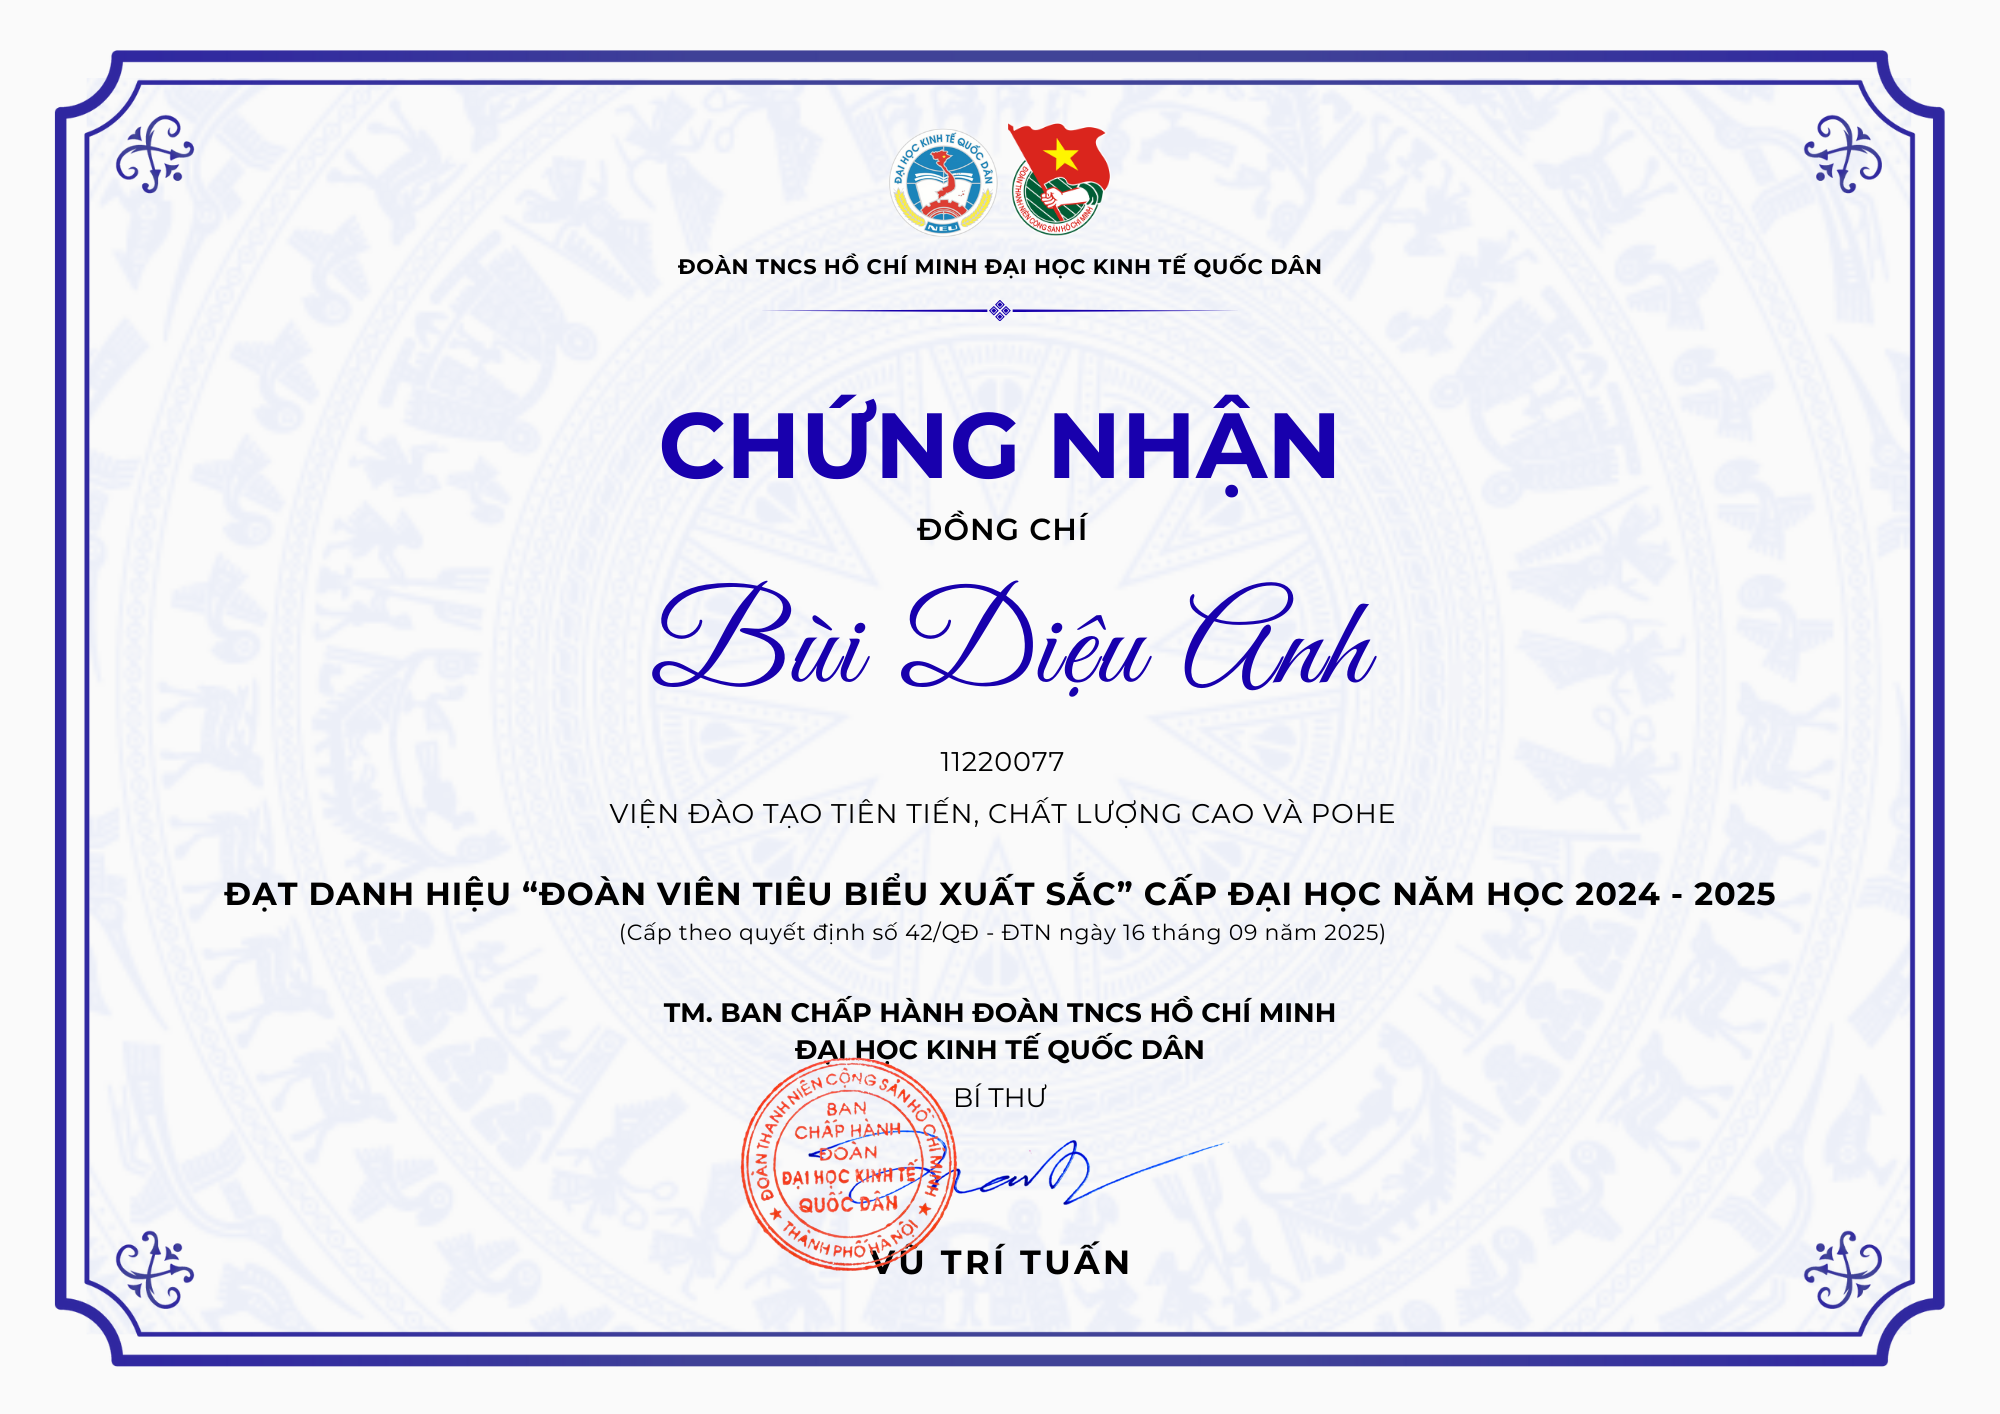 ĐẠI HỌC KINH TẾ QUỐC DÂN
NEU
ĐOÀN THANH NIÊN CỘNG SẢN HỒ CHÍ MINH
ĐOÀN TNCS HỒ CHÍ MINH ĐẠI HỌC KINH TẾ QUỐC DÂN
CHỨNG NHẬN
ĐỒNG CHÍ
Bùi Diệu Anh
11220077
VIỆN ĐÀO TẠO TIÊN TIẾN, CHẤT LƯỢNG CAO VÀ POHE
ĐẠT DANH HIỆU “ĐOÀN VIÊN TIÊU BIỂU XUẤT SẮC” CẤP ĐẠI HỌC NĂM HỌC 2024 - 2025
(Cấp theo quyết định số 42/QĐ - ĐTN ngày 16 tháng 09 năm 2025)
TM. BAN CHẤP HÀNH ĐOÀN TNCS HỒ CHÍ MINH
ĐẠI HỌC KINH TẾ QUỐC DÂN
BÍ THƯ
ĐOÀN THANH NIÊN CỘNG SẢN HỒ CHÍ MINH
BAN
CHẤP HÀNH
ĐOÀN
ĐẠI HỌC KINH TẾ
QUỐC DÂN
★ THÀNH PHỐ HÀ NỘI ★
VŨ TRÍ TUẤN